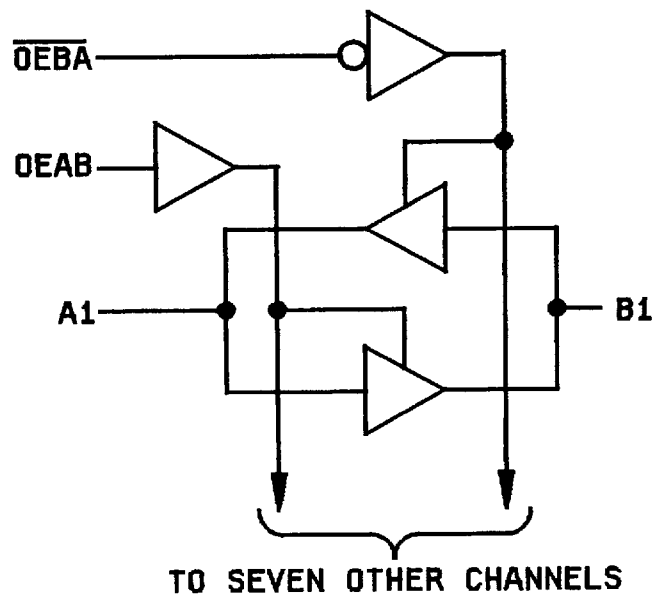 OEBA
OEAB
A1
B1
TO SEVEN OTHER CHANNELS